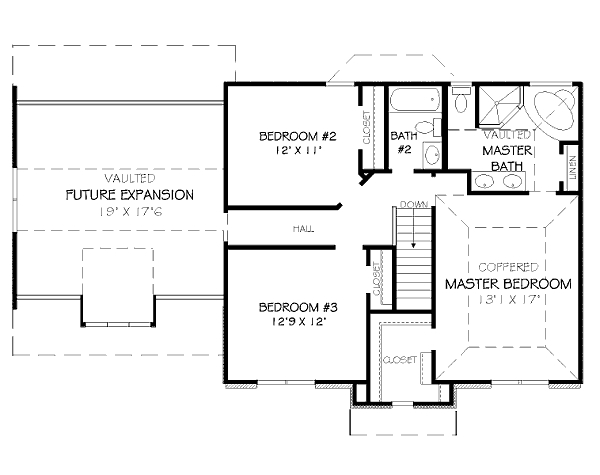 BEDROOM #2
12' X 11'
CLOSET
BATH
#2
VAULTED
MASTER
BATH
LINEN
VAULTED
FUTURE EXPANSION
19' X 17'6
DOWN
HALL
CLOSET
BEDROOM #3
12'9 X 12'
COFFERED
MASTER BEDROOM
13'1 X 17'
CLOSET